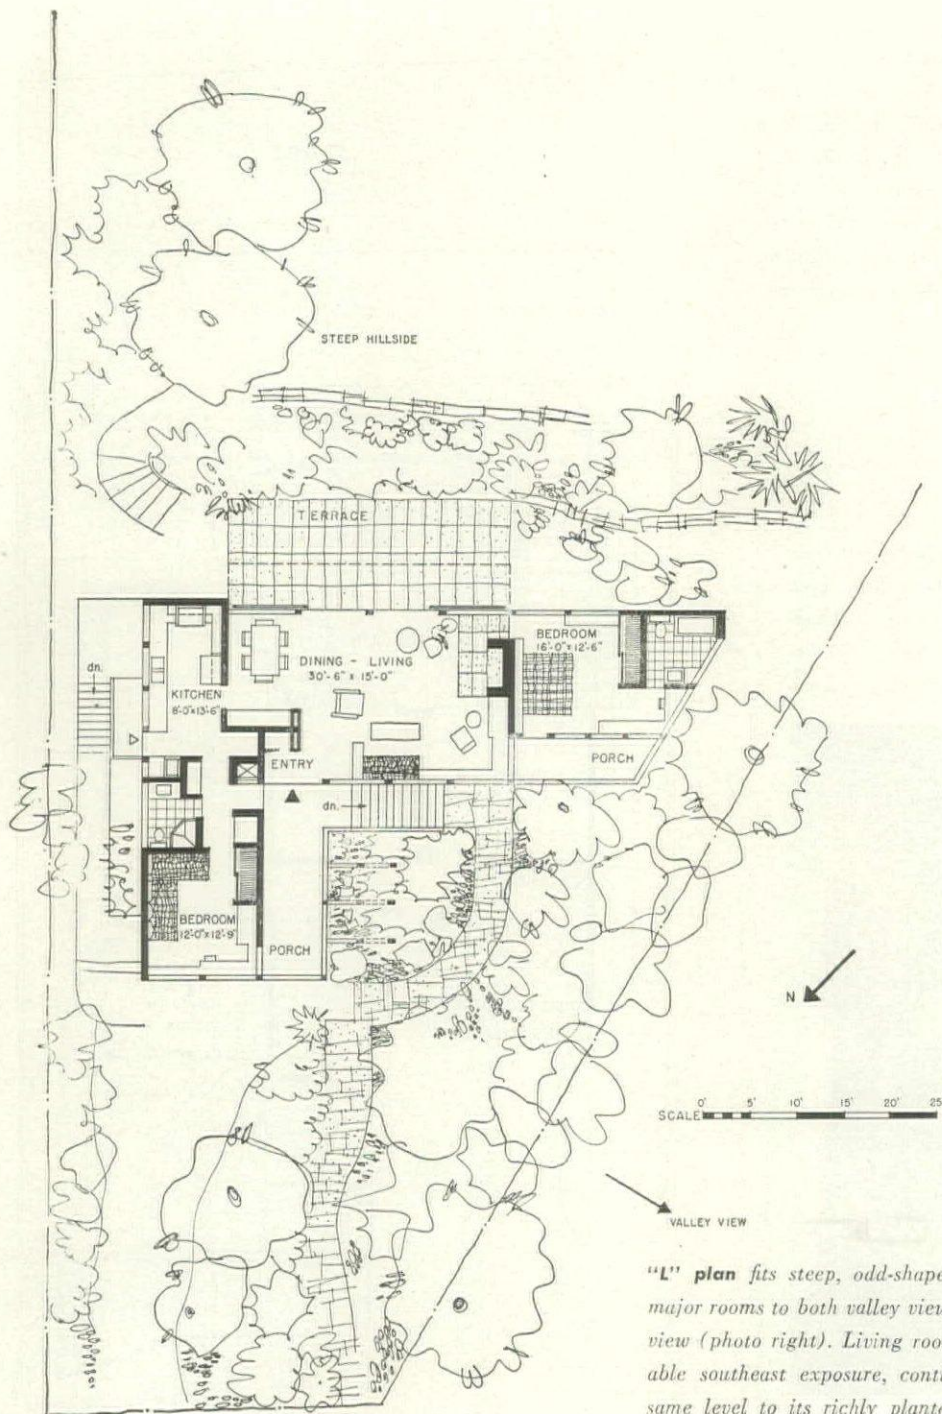 STEEP HILLSIDE
TERRACE
BEDROOM
16'-0" x 12'-6"
DINING - LIVING
30'-6" x 15'-0"
dn.
KITCHEN
8'-0" x 13'-6"
ENTRY
PORCH
dn.
BEDROOM
12'-0" x 12'-9"
PORCH
N
0' 5' 10' 15' 20' 25
SCALE
VALLEY VIEW
"L" plan fits steep, odd-shape
major rooms to both valley view
view (photo right). Living roo
able southeast exposure, conti
same level to its richly plante